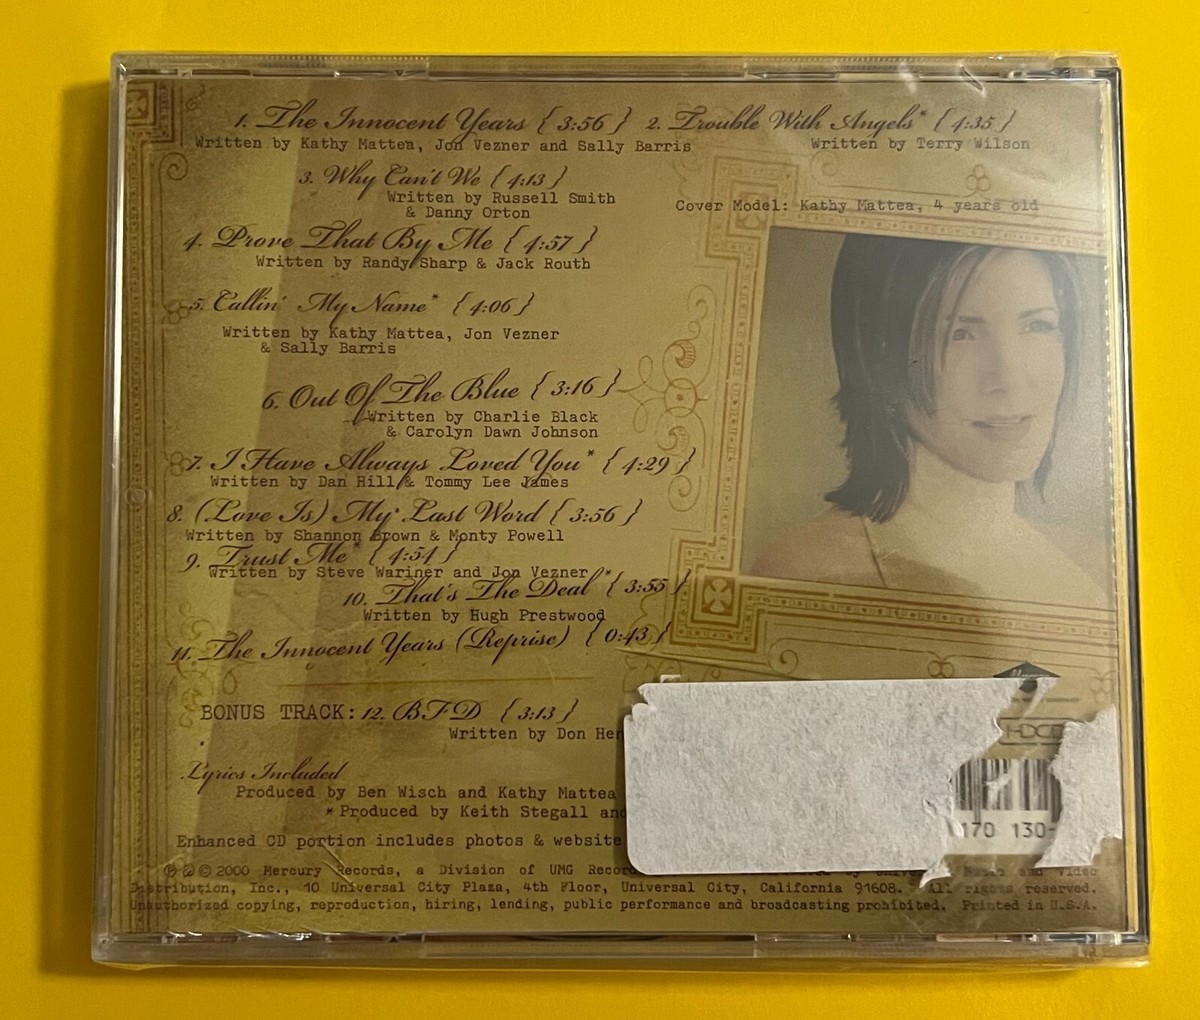 1. The Innocent Years { 3:56 } 2. Trouble With Angels* { 4:35 }
Written by Kathy Mattea, Jon Vezner and Sally Barris Written by Terry Wilson
3. Why Can't We { 4:13 }
Written by Russell Smith
& Danny Orton
Cover Model: Kathy Mattea, 4 years old
4. Prove That By Me { 4:57 }
Written by Randy Sharp & Jack Routh
5. Callin' My Name* { 4:06 }
Written by Kathy Mattea, Jon Vezner
& Sally Barris
6. Out Of The Blue { 3:16 }
Written by Charlie Black
& Carolyn Dawn Johnson
7. I Have Always Loved You* { 4:29 }
Written by Dan Hill & Tommy Lee James
8. (Love Is) My Last Word { 3:56 }
Written by Shannon Brown & Monty Powell
9. Trust Me* { 4:54 }
Written by Steve Wariner and Jon Vezner
10. That's The Deal* { 3:55 }
Written by Hugh Prestwood
11. The Innocent Years (Reprise) { 0:43 }
BONUS TRACK: 12. BFD { 3:13 }
Written by Don
HDCD
Lyrics Included
Produced by Ben Wisch and Kathy Mattea
* Produced by Keith Stegall and
170 130-
Enhanced CD portion includes photos & website
℗ © 2000 Mercury Records, a Division of UMG by Music and Video
Distribution, Inc., 10 Universal City Plaza, 4th Floor, Universal City, California 91608. All rights reserved.
Unauthorized copying, reproduction, hiring, lending, public performance and broadcasting prohibited. Printed in U.S.A.